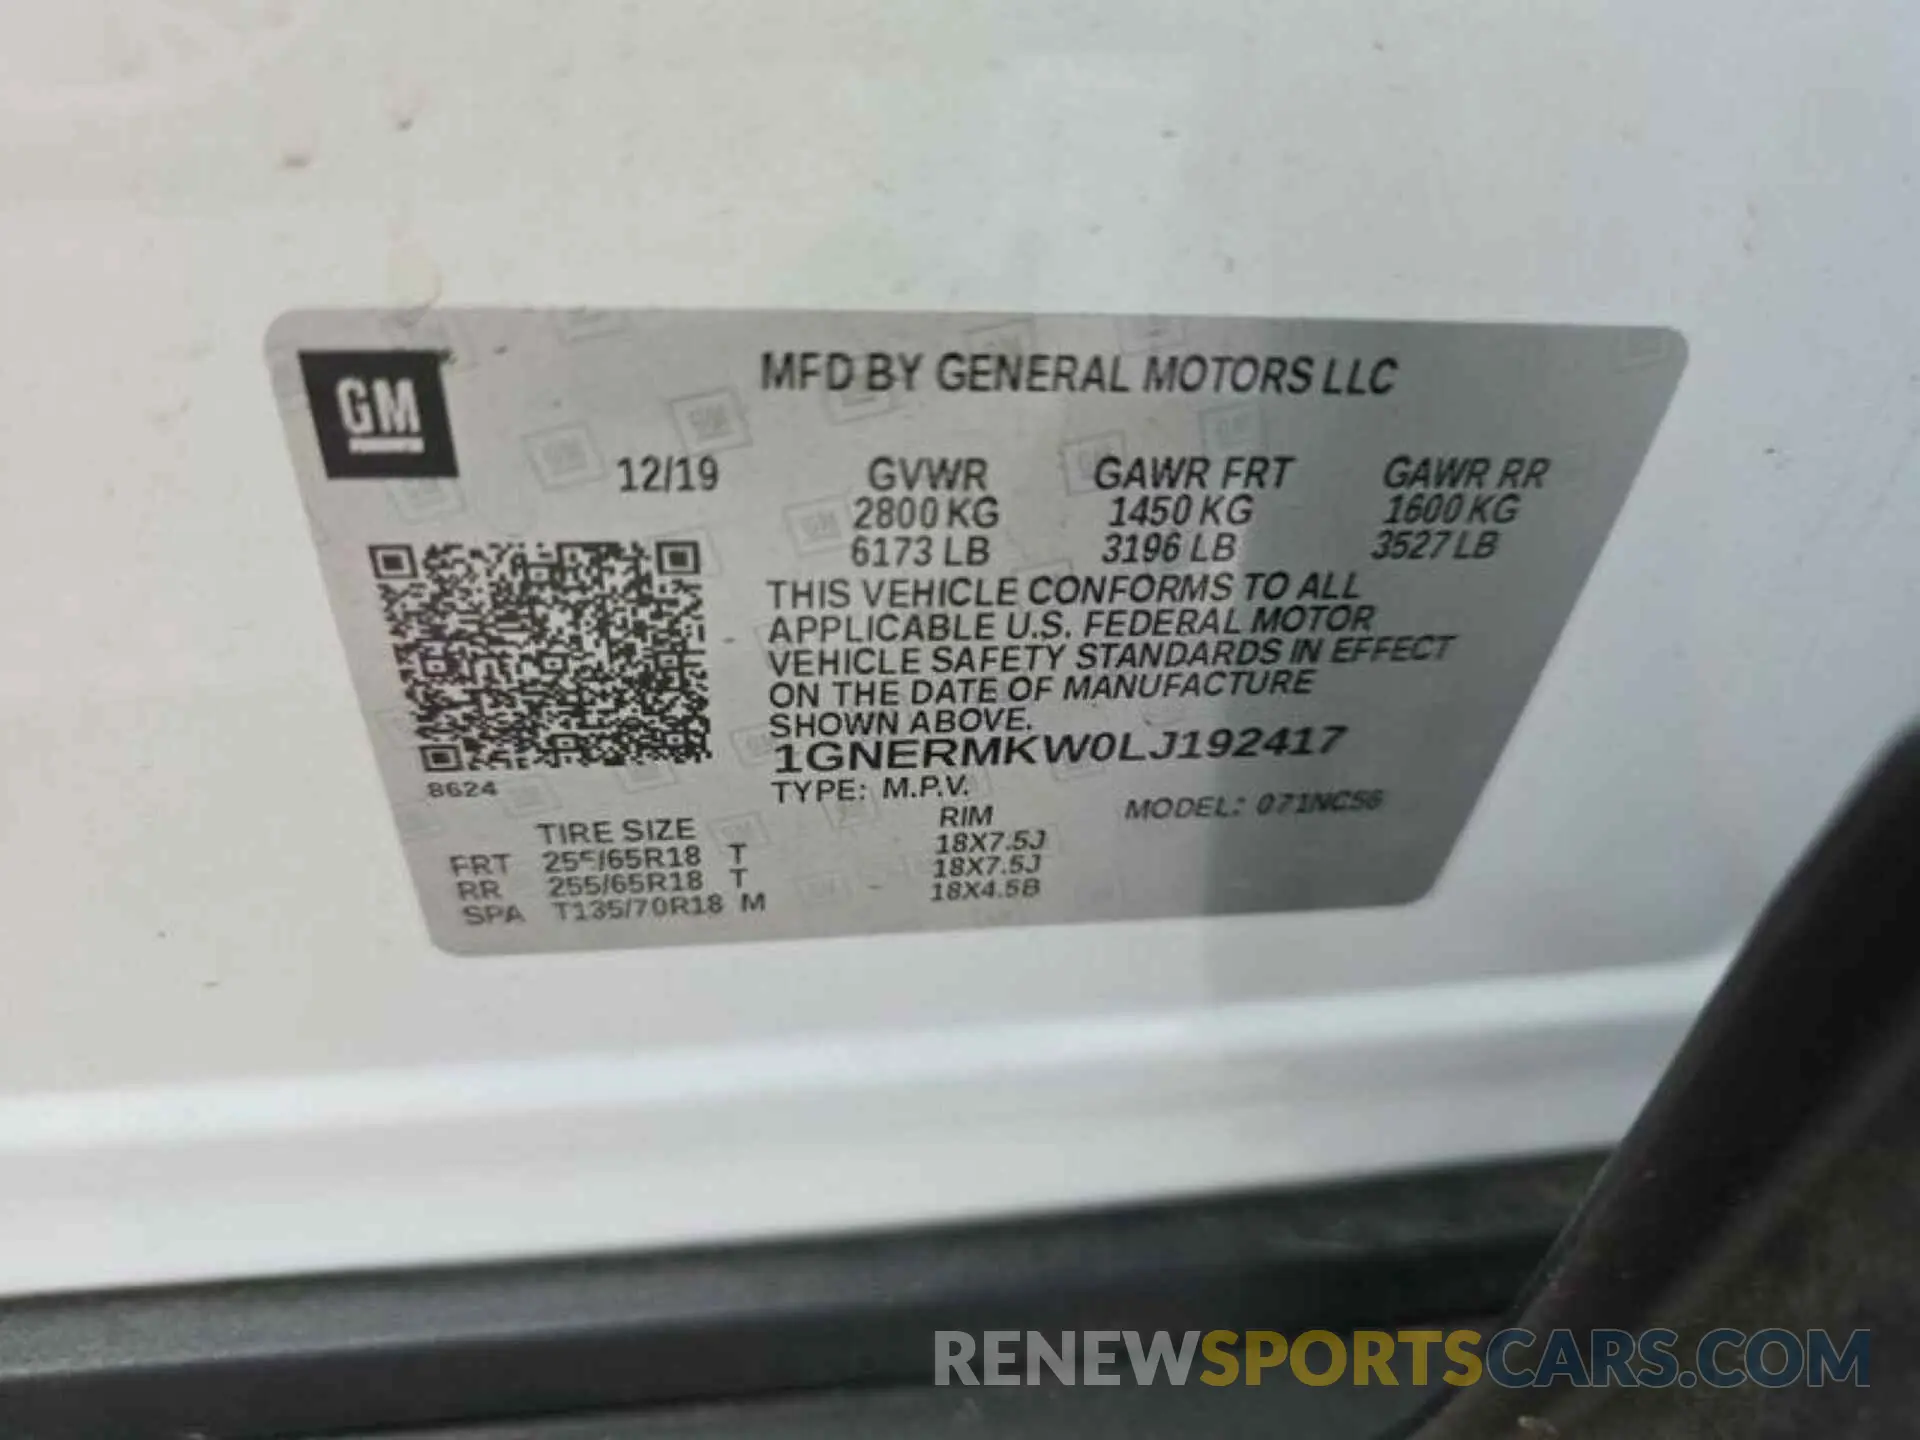 GM
MFD BY GENERAL MOTORS LLC
12/19 GVWR GAWR FRT GAWR RR
2800 KG 1450 KG 1600 KG
6173 LB 3196 LB 3527 LB
THIS VEHICLE CONFORMS TO ALL
APPLICABLE U.S. FEDERAL MOTOR
VEHICLE SAFETY STANDARDS IN EFFECT
ON THE DATE OF MANUFACTURE
SHOWN ABOVE.
1GNERMKW0LJ192417
8624
TYPE: M.P.V. MODEL: 071NC56
TIRE SIZE RIM
FRT 255/65R18 T 18X7.5J
RR 255/65R18 T 18X7.5J
SPA T135/70R18 M 18X4.5B
RENEWSPORTSCARS.COM